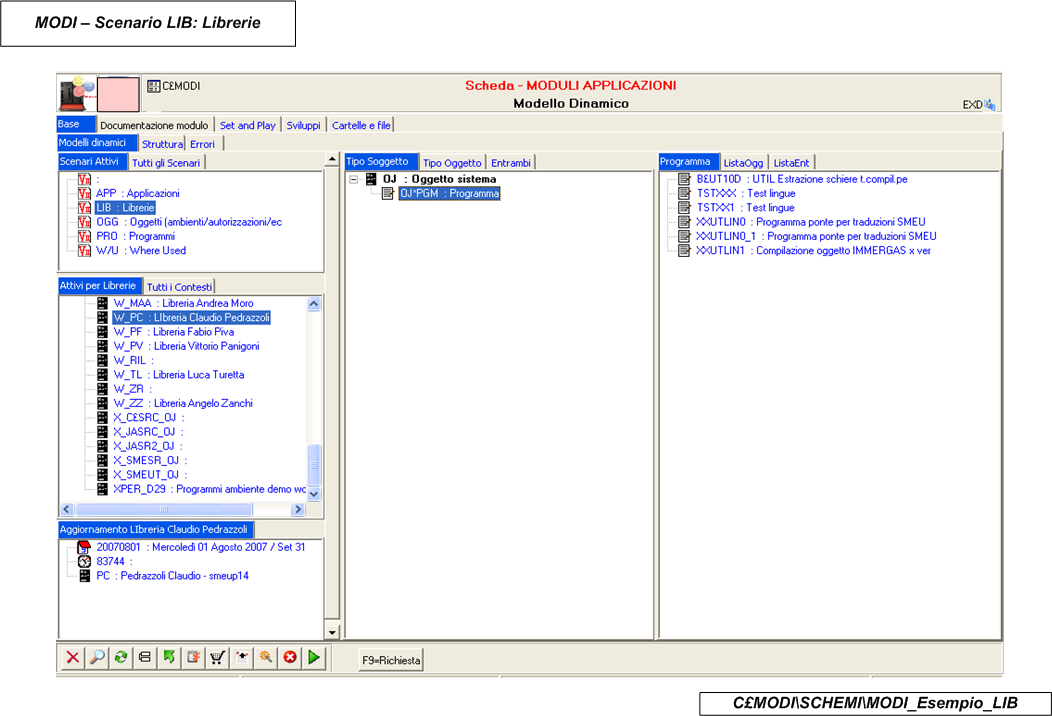 MODI – Scenario LIB: Librerie
C£MODI
Scheda - MODULI APPLICAZIONI
Modello Dinamico
EXD
Base Documentazione modulo Set and Play Sviluppi Cartelle e file
Modelli dinamici Struttura Errori
Scenari Attivi Tutti gli Scenari
:
APP : Applicazioni
LIB : Librerie
OGG : Oggetti (ambienti/autorizzazioni/ec
PRO : Programmi
W/U : Where Used
Attivi per Librerie Tutti i Contesti
W_MAA : Libreria Andrea Moro
W_PC : LIbreria Claudio Pedrazzoli
W_PF : Libreria Fabio Piva
W_PV : Libreria Vittorio Panigoni
W_RIL :
W_TL : Libreria Luca Turetta
W_ZR :
W_ZZ : Libreria Angelo Zanchi
X_C£SRC_OJ :
X_JASRC_OJ :
X_JASR2_OJ :
X_SMESR_OJ :
X_SMEUT_OJ :
XPER_D29 : Programmi ambiente demo wo
Aggiornamento LIbreria Claudio Pedrazzoli
20070801 : Mercoledì 01 Agosto 2007 / Set 31
83744 :
PC : Pedrazzoli Claudio - smeup14
Tipo Soggetto Tipo Oggetto Entrambi
OJ : Oggetto sistema
OJ*PGM : Programma
Programma ListaOgg ListaEnt
B£UT10D : UTIL Estrazione schiere t.compil.pe
TSTXXX : Test lingue
TSTXX1 : Test lingue
XXUTLIN0 : Programma ponte per traduzioni SMEU
XXUTLIN0_1 : Programma ponte per traduzioni SMEU
XXUTLIN1 : Compilazione oggetto IMMERGAS x ver
F9=Richiesta
C£MODI\SCHEMI\MODI_Esempio_LIB